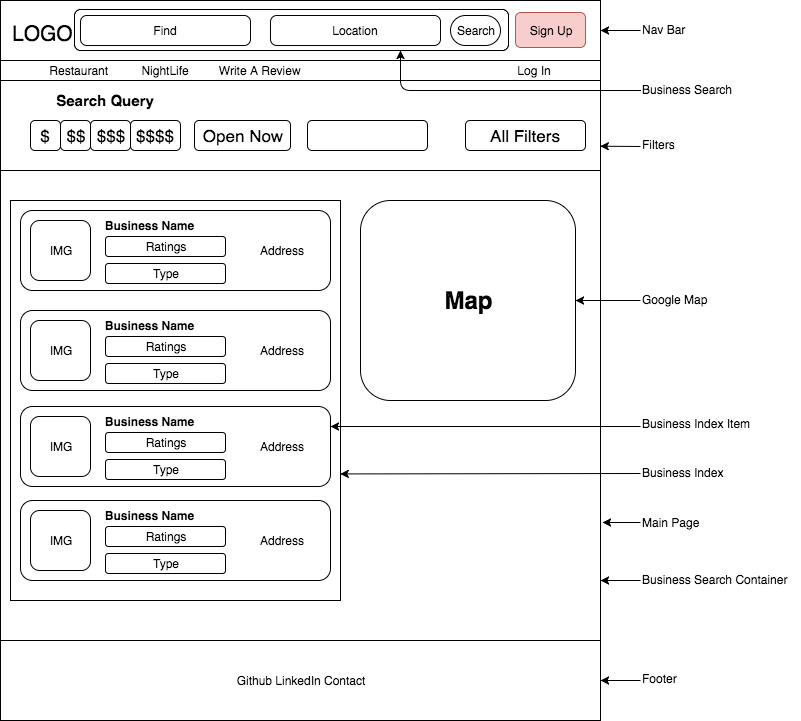 LOGO Find Location Search Sign Up Nav Bar
Restaurant NightLife Write A Review Log In
Business Search
Search Query
$ $$ $$$ $$$$ Open Now All Filters Filters
Business Name
IMG Ratings Address
Type
Map Google Map
Business Name
IMG Ratings Address
Type
Business Name Business Index Item
IMG Ratings Address
Type Business Index
Business Name Main Page
IMG Ratings Address
Type
Business Search Container
Github LinkedIn Contact Footer